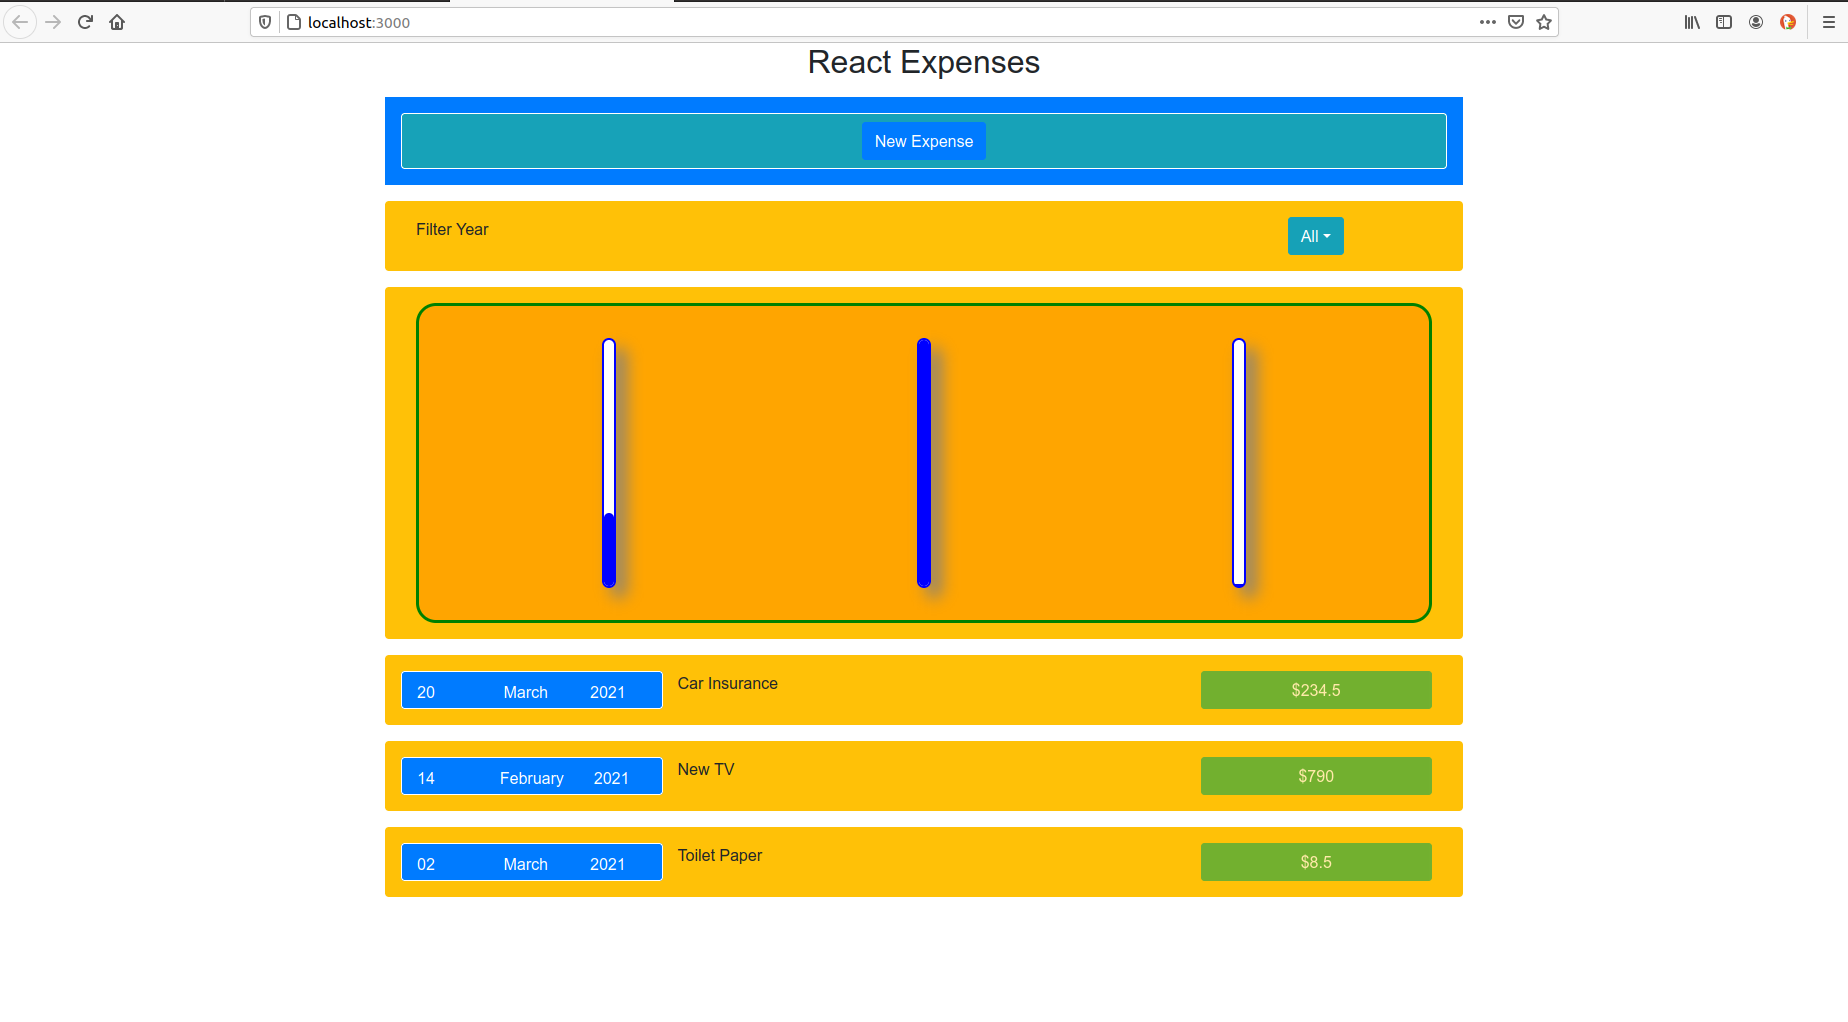 localhost:3000
React Expenses
New Expense
Filter Year All
20 March 2021 Car Insurance $234.5
14 February 2021 New TV $790
02 March 2021 Toilet Paper $8.5